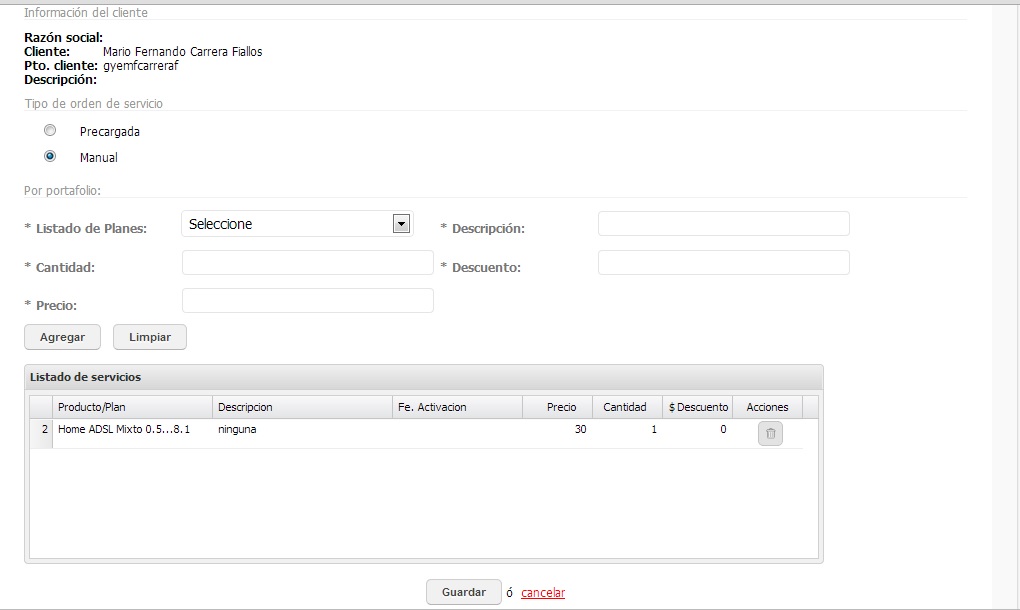 Información del cliente
Razón social:
Cliente: Mario Fernando Carrera Fiallos
Pto. cliente: gyemfcarreraf
Descripción:
Tipo de orden de servicio
Precargada
Manual
Por portafolio:
* Listado de Planes: Seleccione * Descripción:
* Cantidad: * Descuento:
* Precio:
Agregar Limpiar
Listado de servicios
Producto/Plan Descripcion Fe. Activacion Precio Cantidad $ Descuento Acciones
2 Home ADSL Mixto 0.5...8.1 ninguna 30 1 0
Guardar ó cancelar